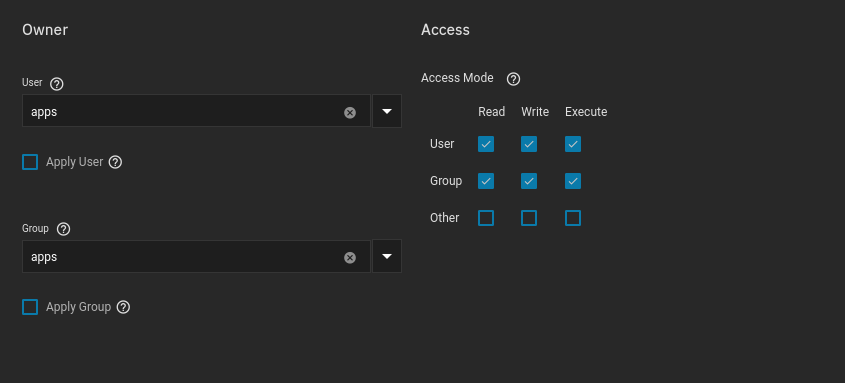 Owner
User
apps
Apply User
Group
apps
Apply Group
Access
Access Mode
Read Write Execute
User
Group
Other